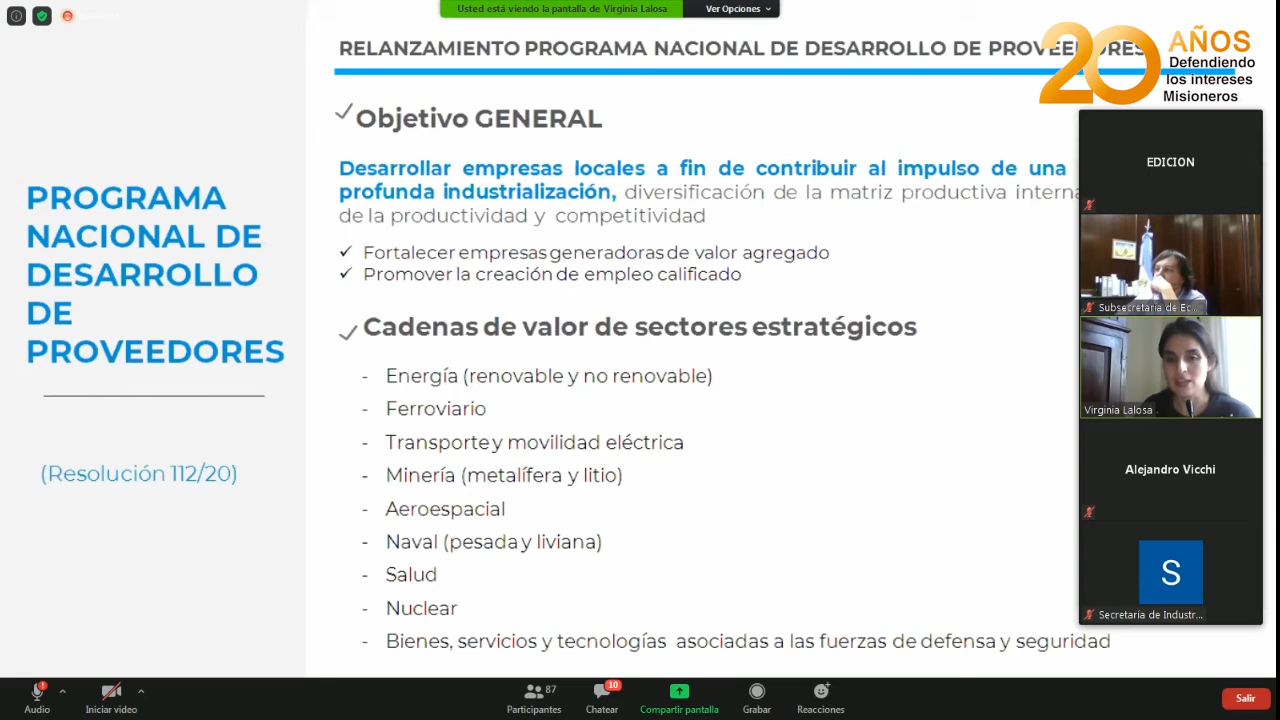 Usted está viendo la pantalla de Virginia Lalosa
Ver Opciones
RELANZAMIENTO PROGRAMA NACIONAL DE DESARROLLO DE PROVEEDORES
20 AÑOS
Defendiendo
los intereses
Misioneros
PROGRAMA
NACIONAL DE
DESARROLLO
DE
PROVEEDORES
(Resolución 112/20)
Objetivo GENERAL
Desarrollar empresas locales a fin de contribuir al impulso de una
profunda industrialización, diversificación de la matriz productiva interna
de la productividad y competitividad
✓ Fortalecer empresas generadoras de valor agregado
✓ Promover la creación de empleo calificado
Cadenas de valor de sectores estratégicos
- Energía (renovable y no renovable)
- Ferroviario
- Transporte y movilidad eléctrica
- Minería (metalífera y litio)
- Aeroespacial
- Naval (pesada y liviana)
- Salud
- Nuclear
- Bienes, servicios y tecnologías asociadas a las fuerzas de defensa y seguridad
EDICION
Subsecretaría de Ec...
Virginia Lalosa
Alejandro Vicchi
S
Secretaría de Industr...
Audio
Iniciar video
87
Participantes
10
Chatear
Compartir pantalla
Grabar
Reacciones
Salir